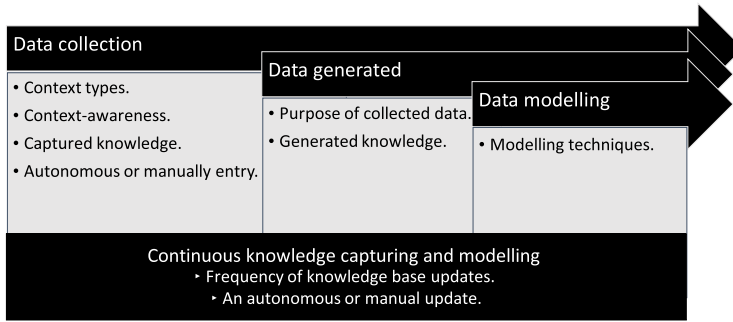 Data collection
• Context types.
• Context-awareness.
• Captured knowledge.
• Autonomous or manually entry.
Data generated
• Purpose of collected data.
• Generated knowledge.
Data modelling
• Modelling techniques.
Continuous knowledge capturing and modelling
‣ Frequency of knowledge base updates.
‣ An autonomous or manual update.